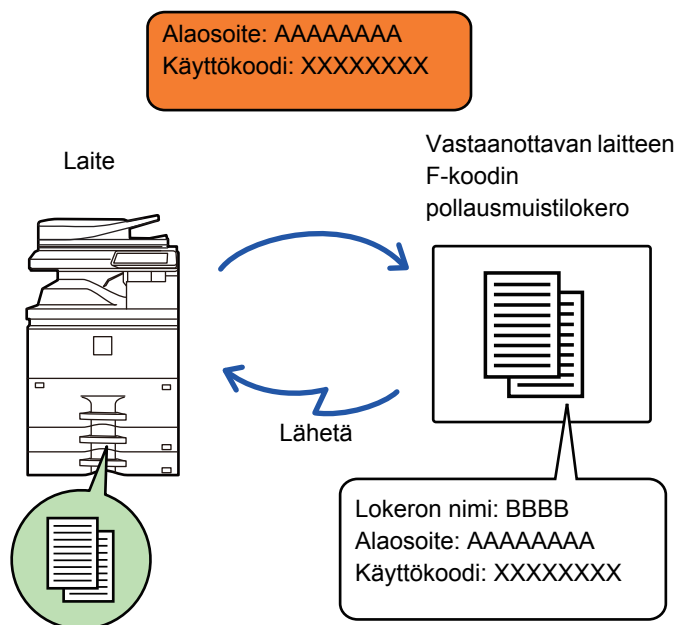 Alaosoite: AAAAAAAA
Käyttökoodi: XXXXXXXX
Laite
Vastaanottavan laitteen
F-koodin
pollausmuistilokero
Lähetä
Lokeron nimi: BBBB
Alaosoite: AAAAAAAA
Käyttökoodi: XXXXXXXX